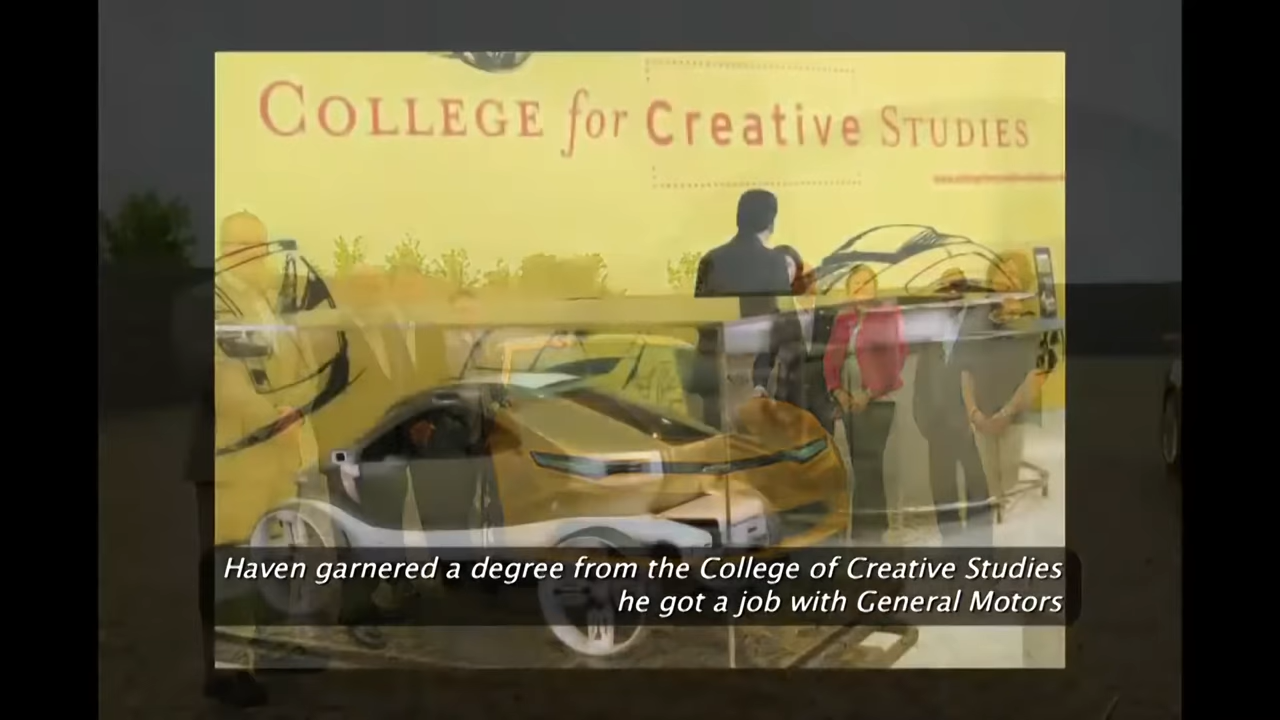 COLLEGE for Creative STUDIES
Haven garnered a degree from the College of Creative Studies
he got a job with General Motors